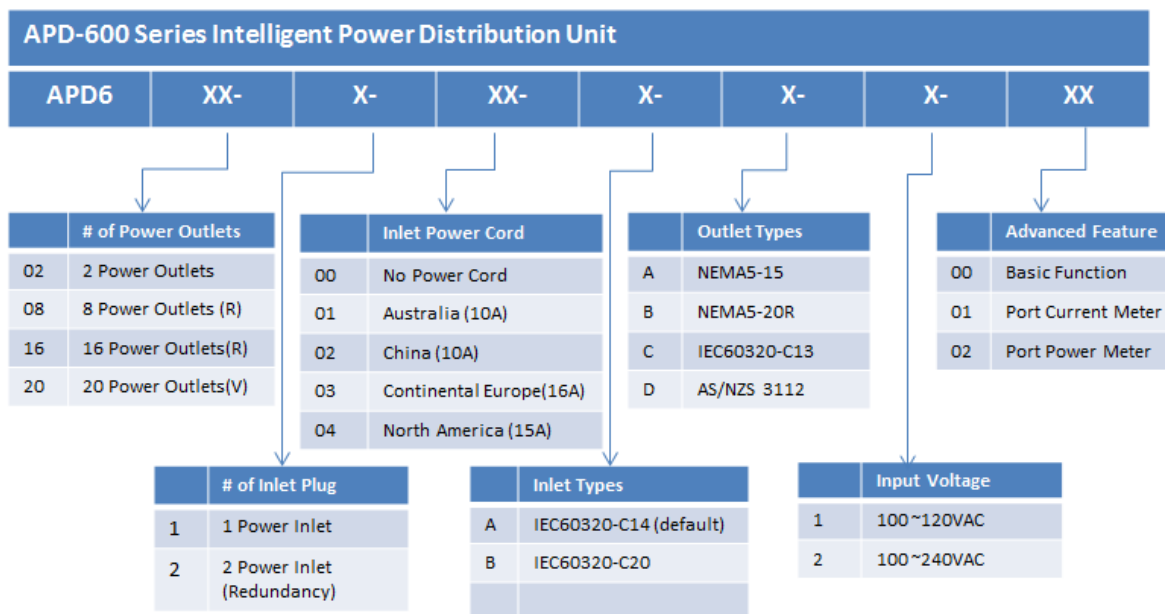 APD-600 Series Intelligent Power Distribution Unit
APD6 XX- X- XX- X- X- X- XX
# of Power Outlets
02 2 Power Outlets
08 8 Power Outlets (R)
16 16 Power Outlets(R)
20 20 Power Outlets(V)
Inlet Power Cord
00 No Power Cord
01 Australia (10A)
02 China (10A)
03 Continental Europe(16A)
04 North America (15A)
Outlet Types
A NEMA5-15
B NEMA5-20R
C IEC60320-C13
D AS/NZS 3112
Advanced Feature
00 Basic Function
01 Port Current Meter
02 Port Power Meter
# of Inlet Plug
1 1 Power Inlet
2 2 Power Inlet
(Redundancy)
Inlet Types
A IEC60320-C14 (default)
B IEC60320-C20
Input Voltage
1 100~120VAC
2 100~240VAC